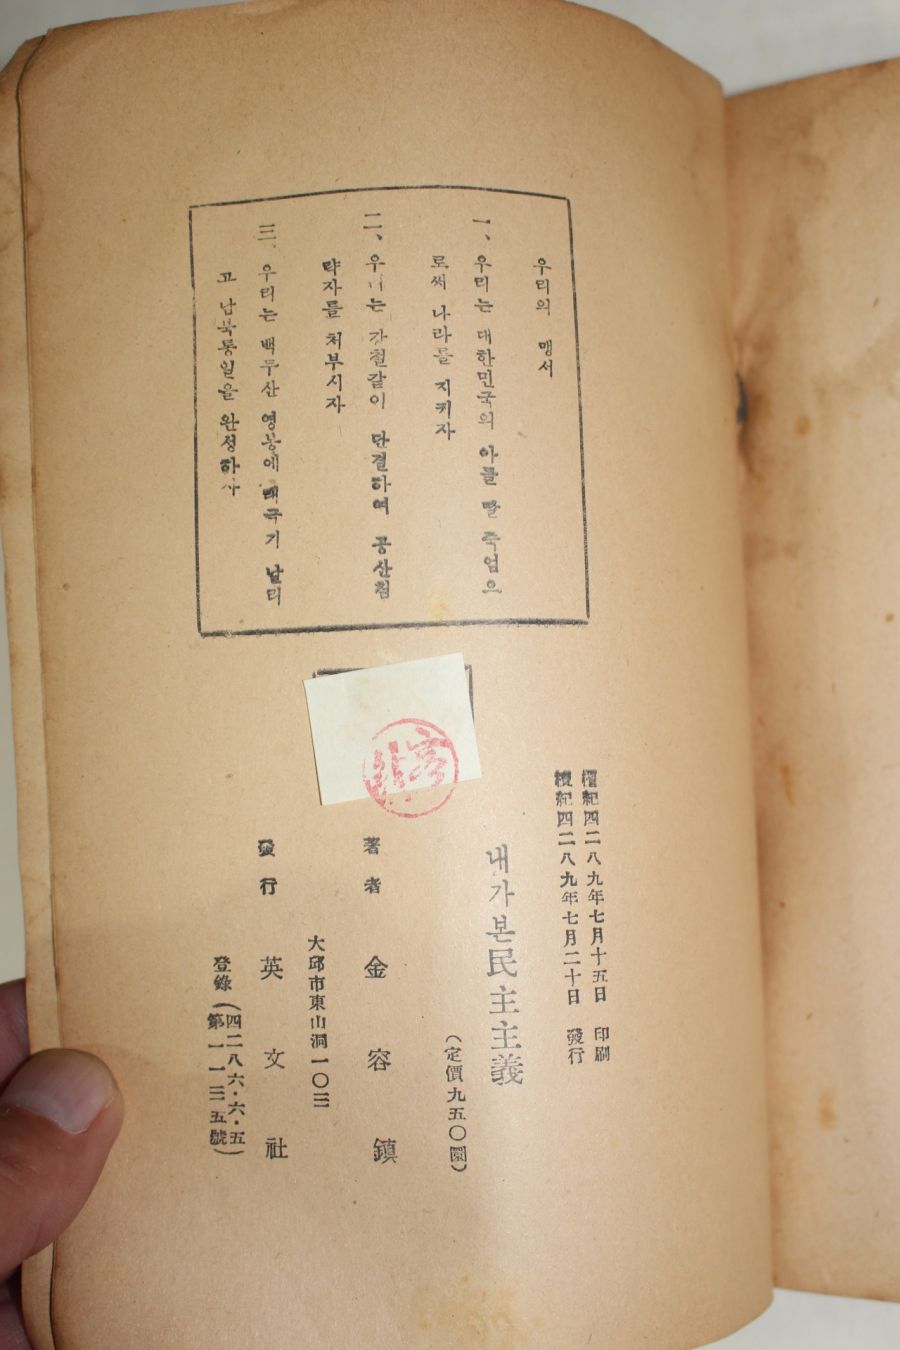 우리의 맹서
一、우리는 대한민국의 아들 딸 죽엄으
로써 나라를 지키자
二、우리는 강철같이 단결하여 공산침
략자를 처부시자
三、우리는 백두산 영봉에 태극기 날리
고 남북통일을 완성하자
檀紀四二八九年七月十五日 印刷
檀紀四二八九年七月二十日 發行
내가본民主主義
(定價九五〇圜)
著者 金容鎭
大邱市東山洞一〇三
發行 英文社
登錄(四二八六・六・五
第一一三五號)